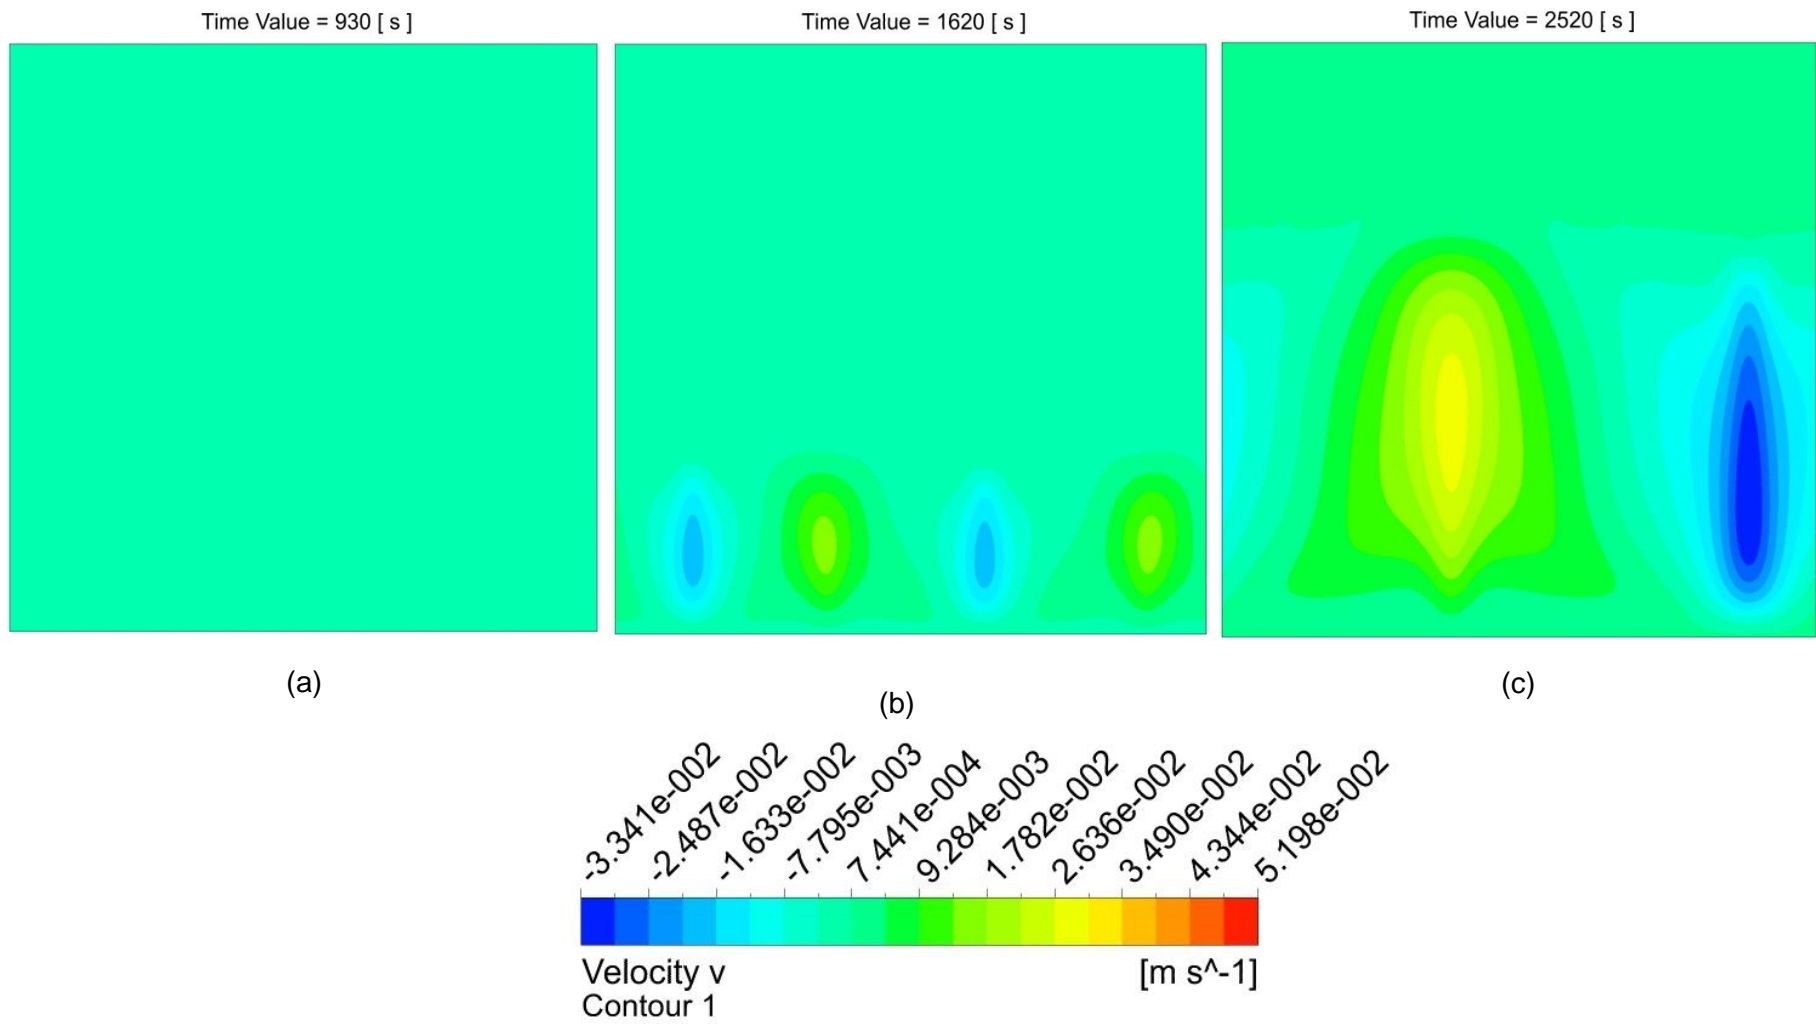 Time Value = 930 [ s ]
Time Value = 1620 [ s ]
Time Value = 2520 [ s ]
(a)
(b)
(c)
-3.341e-002
-2.487e-002
-1.633e-002
-7.795e-003
7.441e-004
9.284e-003
1.782e-002
2.636e-002
3.490e-002
4.344e-002
5.198e-002
Velocity v
[m s^-1]
Contour 1